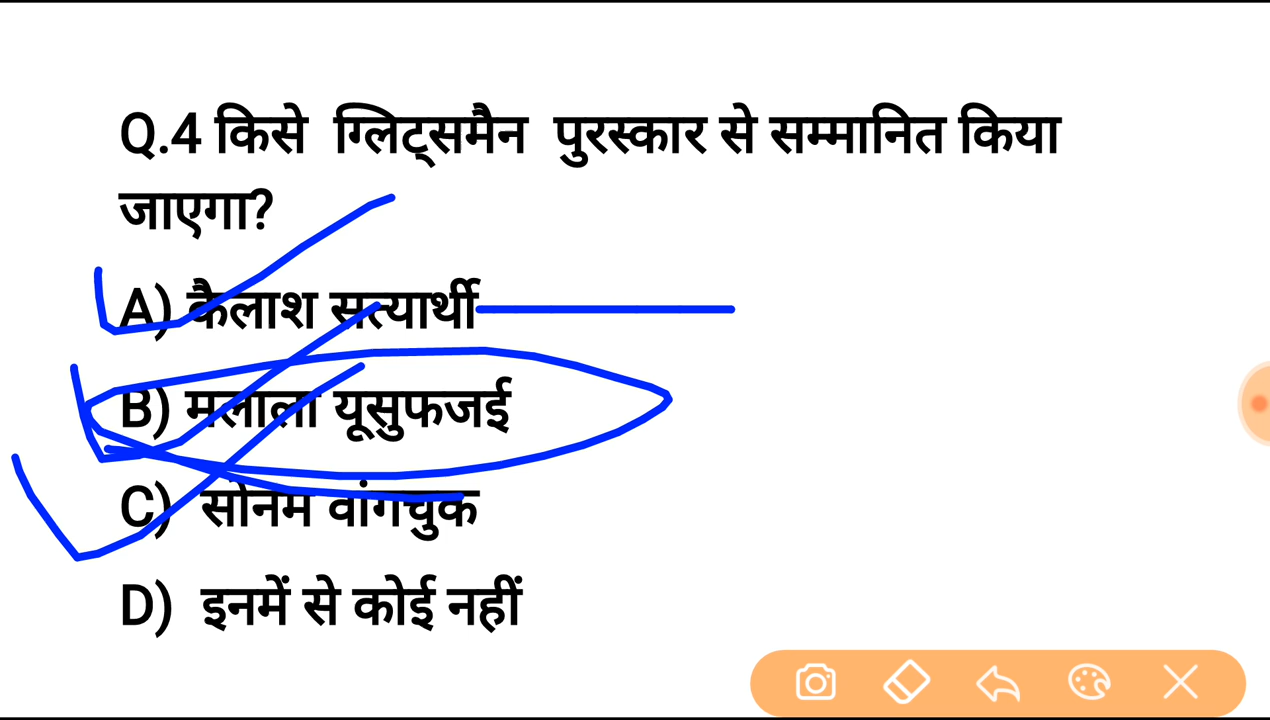 Q.4 किसे ग्लिट्समैन पुरस्कार से सम्मानित किया
जाएगा?
A) कैलाश सत्यार्थी
B) मलाला यूसुफजई
C) सोनम वांगचुक
D) इनमें से कोई नहीं